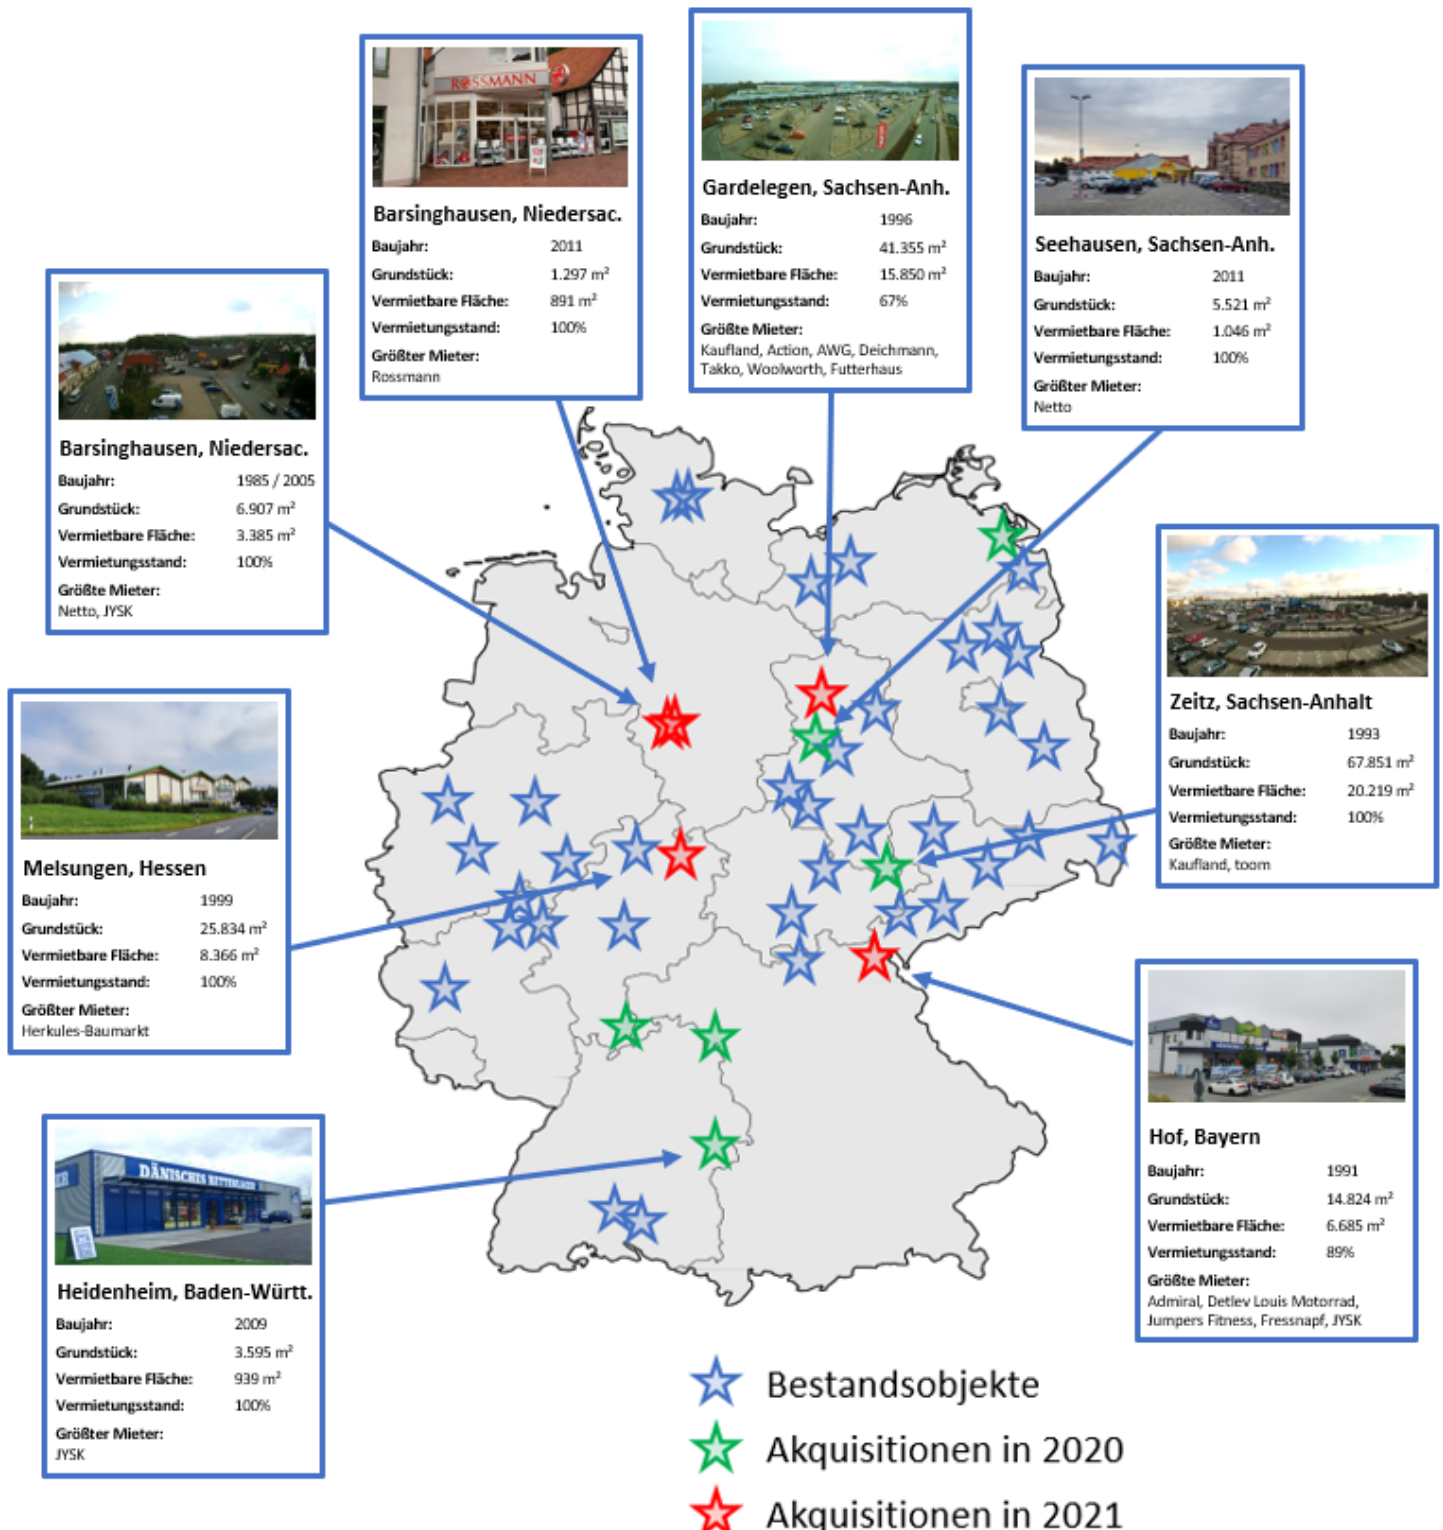 ROSSMANN
Barsinghausen, Niedersac.
Baujahr: 2011
Grundstück: 1.297 m²
Vermietbare Fläche: 891 m²
Vermietungsstand: 100%
Größter Mieter:
Rossmann
Gardelegen, Sachsen-Anh.
Baujahr: 1996
Grundstück: 41.355 m²
Vermietbare Fläche: 15.850 m²
Vermietungsstand: 67%
Größte Mieter:
Kaufland, Action, AWG, Deichmann,
Takko, Woolworth, Futterhaus
Seehausen, Sachsen-Anh.
Baujahr: 2011
Grundstück: 5.521 m²
Vermietbare Fläche: 1.046 m²
Vermietungsstand: 100%
Größter Mieter:
Netto
Barsinghausen, Niedersac.
Baujahr: 1985 / 2005
Grundstück: 6.907 m²
Vermietbare Fläche: 3.385 m²
Vermietungsstand: 100%
Größte Mieter:
Netto, JYSK
Zeitz, Sachsen-Anhalt
Baujahr: 1993
Grundstück: 67.851 m²
Vermietbare Fläche: 20.219 m²
Vermietungsstand: 100%
Größte Mieter:
Kaufland, toom
Melsungen, Hessen
Baujahr: 1999
Grundstück: 25.834 m²
Vermietbare Fläche: 8.366 m²
Vermietungsstand: 100%
Größter Mieter:
Herkules-Baumarkt
Hof, Bayern
Baujahr: 1991
Grundstück: 14.824 m²
Vermietbare Fläche: 6.685 m²
Vermietungsstand: 89%
Größte Mieter:
Admiral, Detlev Louis Motorrad,
Jumpers Fitness, Fressnapf, JYSK
DÄNISCHES BETTENLAGER
Heidenheim, Baden-Württ.
Baujahr: 2009
Grundstück: 3.595 m²
Vermietbare Fläche: 939 m²
Vermietungsstand: 100%
Größter Mieter:
JYSK
Bestandsobjekte
Akquisitionen in 2020
Akquisitionen in 2021